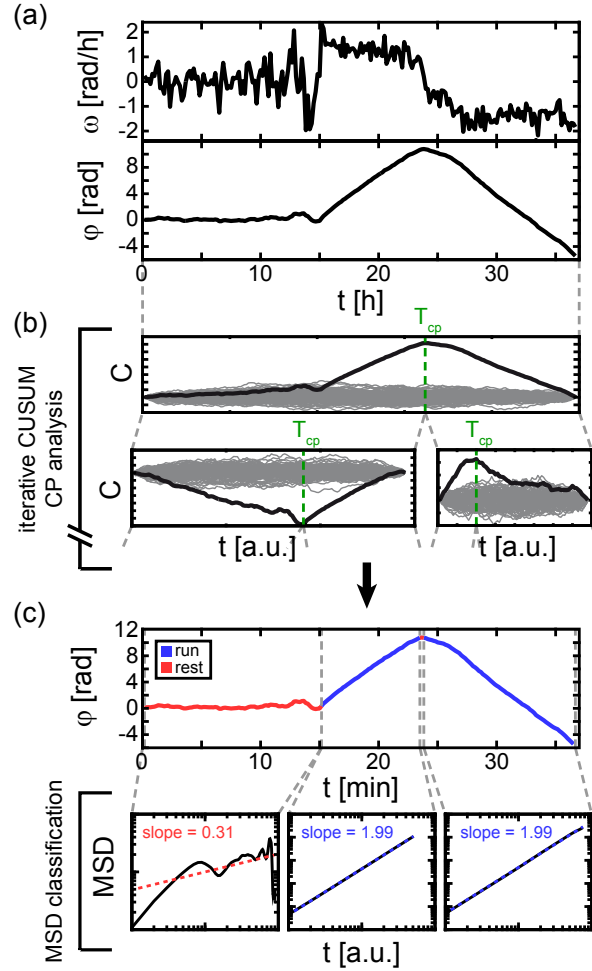 (a)
2
1
0
-1
-2
ω [rad/h]
8
4
0
-4
φ [rad]
0
10
20
30
t [h]
(b)
iterative CUSUM
CP analysis
T_cp
C
T_cp
T_cp
C
t [a.u.]
t [a.u.]
(c)
12
8
4
0
-4
φ [rad]
run
rest
0
10
20
30
t [min]
MSD classification
MSD
slope = 0.31
slope = 1.99
slope = 1.99
t [a.u.]